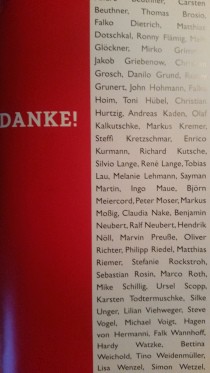 Beuthner, Carsten
Beuthner, Thomas Brosio,
Falko Dietrich, Matthias
Dotschkal, Ronny Flämig,
Glöckner, Mirko
Jakob Griebenow,
Grosch, Danilo Grund,
Grunert, John Hohmann,
Hoim, Toni Hübel, Christian
Hurtzig, Andreas Kaden, Olaf
Kalkutschke, Markus Kremer,
Steffi Kretzschmar, Enrico
Kurmann, Richard Kutsche,
Silvio Lange, René Lange, Tobias
Lau, Melanie Lehmann, Sayman
Martin, Ingo Maue, Björn
Meiercord, Peter Moser, Markus
Moßig, Claudia Nake, Benjamin
Neubert, Ralf Neubert, Hendrik
Nöll, Marvin Preuße, Oliver
Richter, Philipp Riedel, Matthias
Riemer, Stefanie Rockstroh,
Sebastian Rosin, Marco Roth,
Mike Schillig, Ursel Scopp,
Karsten Todtermuschke, Silke
Unger, Lilian Viehweger, Steve
Vogel, Michael Voigt, Hagen
von Hermanni, Falk Wannhoff,
Hardy Watzke, Bettina
Weichold, Tino Weidenmüller,
Lisa Wenzel, Simon Wetzel,
DANKE!